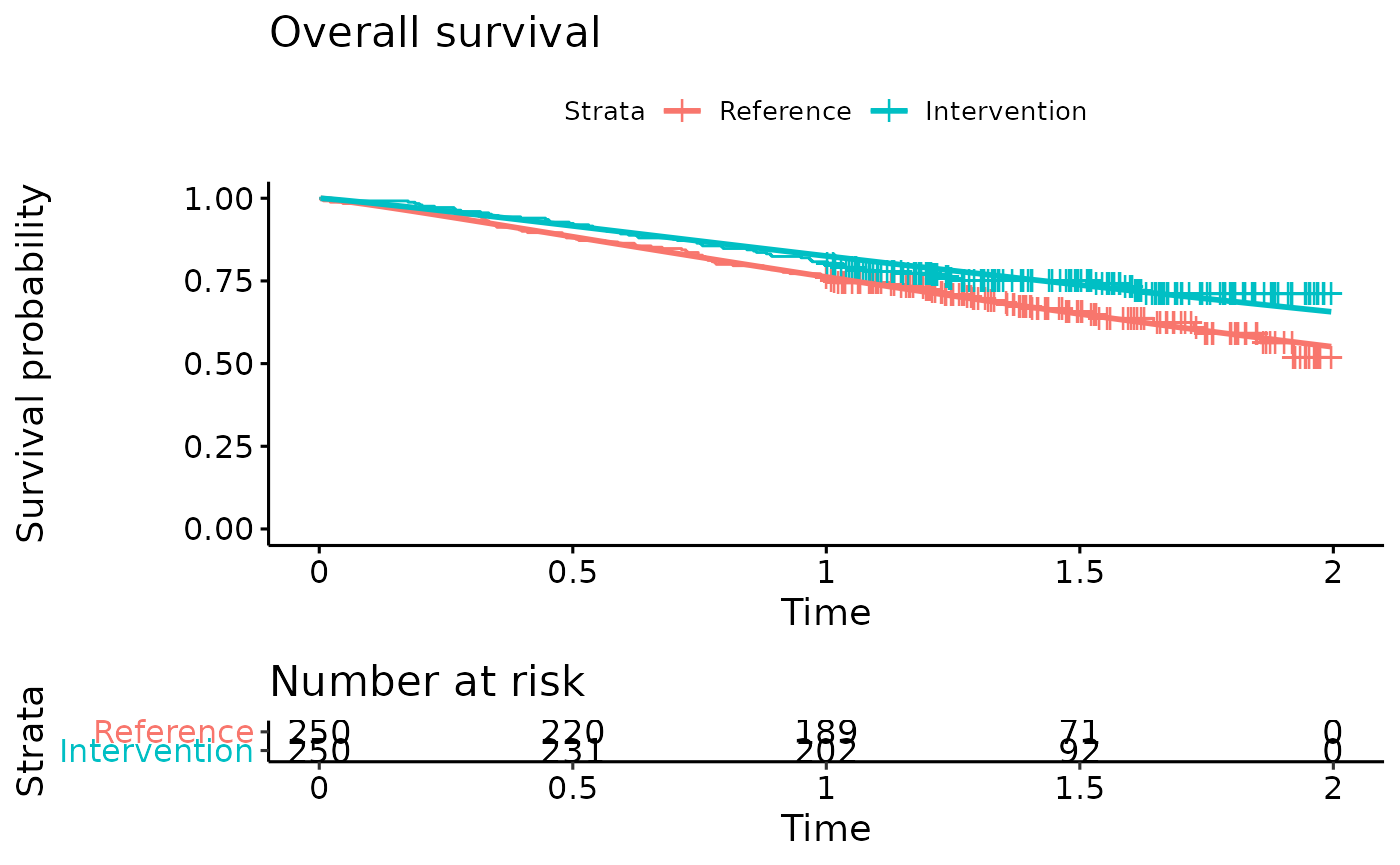 Overall survival
Strata Reference Intervention
Survival probability
1.00
0.75
0.50
0.25
0.00
0 0.5 1 1.5 2
Time
Number at risk
Strata
Reference 250 220 189 71 0
Intervention 250 231 202 92 0
0 0.5 1 1.5 2
Time